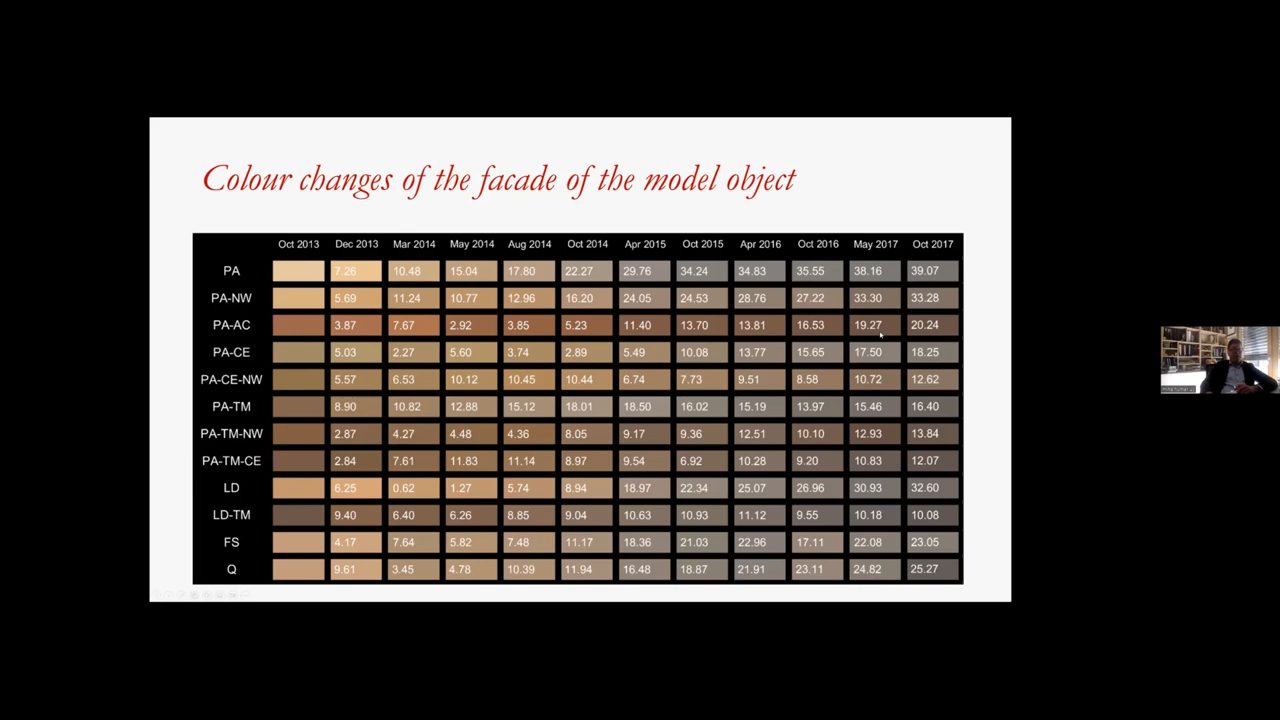 Colour changes of the facade of the model object
Oct 2013 Dec 2013 Mar 2014 May 2014 Aug 2014 Oct 2014 Apr 2015 Oct 2015 Apr 2016 Oct 2016 May 2017 Oct 2017
PA 7.26 10.48 15.04 17.80 22.27 29.76 34.24 34.83 35.55 38.16 39.07
PA-NW 5.69 11.24 10.77 12.96 16.20 24.05 24.53 28.76 27.22 33.30 33.28
PA-AC 3.87 7.67 2.92 3.85 5.23 11.40 13.70 13.81 16.53 19.27 20.24
PA-CE 5.03 2.27 5.60 3.74 2.89 5.49 10.08 13.77 15.65 17.50 18.25
PA-CE-NW 5.57 6.53 10.12 10.45 10.44 6.74 7.73 9.51 8.58 10.72 12.62
PA-TM 8.90 10.82 12.88 15.12 18.01 18.50 16.02 15.19 13.97 15.46 16.40
PA-TM-NW 2.87 4.27 4.48 4.36 8.05 9.17 9.36 12.51 10.10 12.93 13.84
PA-TM-CE 2.84 7.61 11.83 11.14 8.97 9.54 6.92 10.28 9.20 10.83 12.07
LD 6.25 0.62 1.27 5.74 8.94 18.97 22.34 25.07 26.96 30.93 32.60
LD-TM 9.40 6.40 6.26 8.85 9.04 10.63 10.93 11.12 9.55 10.18 10.08
FS 4.17 7.64 5.82 7.48 11.17 18.36 21.03 22.96 17.11 22.08 23.05
Q 9.61 3.45 4.78 10.39 11.94 16.48 18.87 21.91 23.11 24.82 25.27